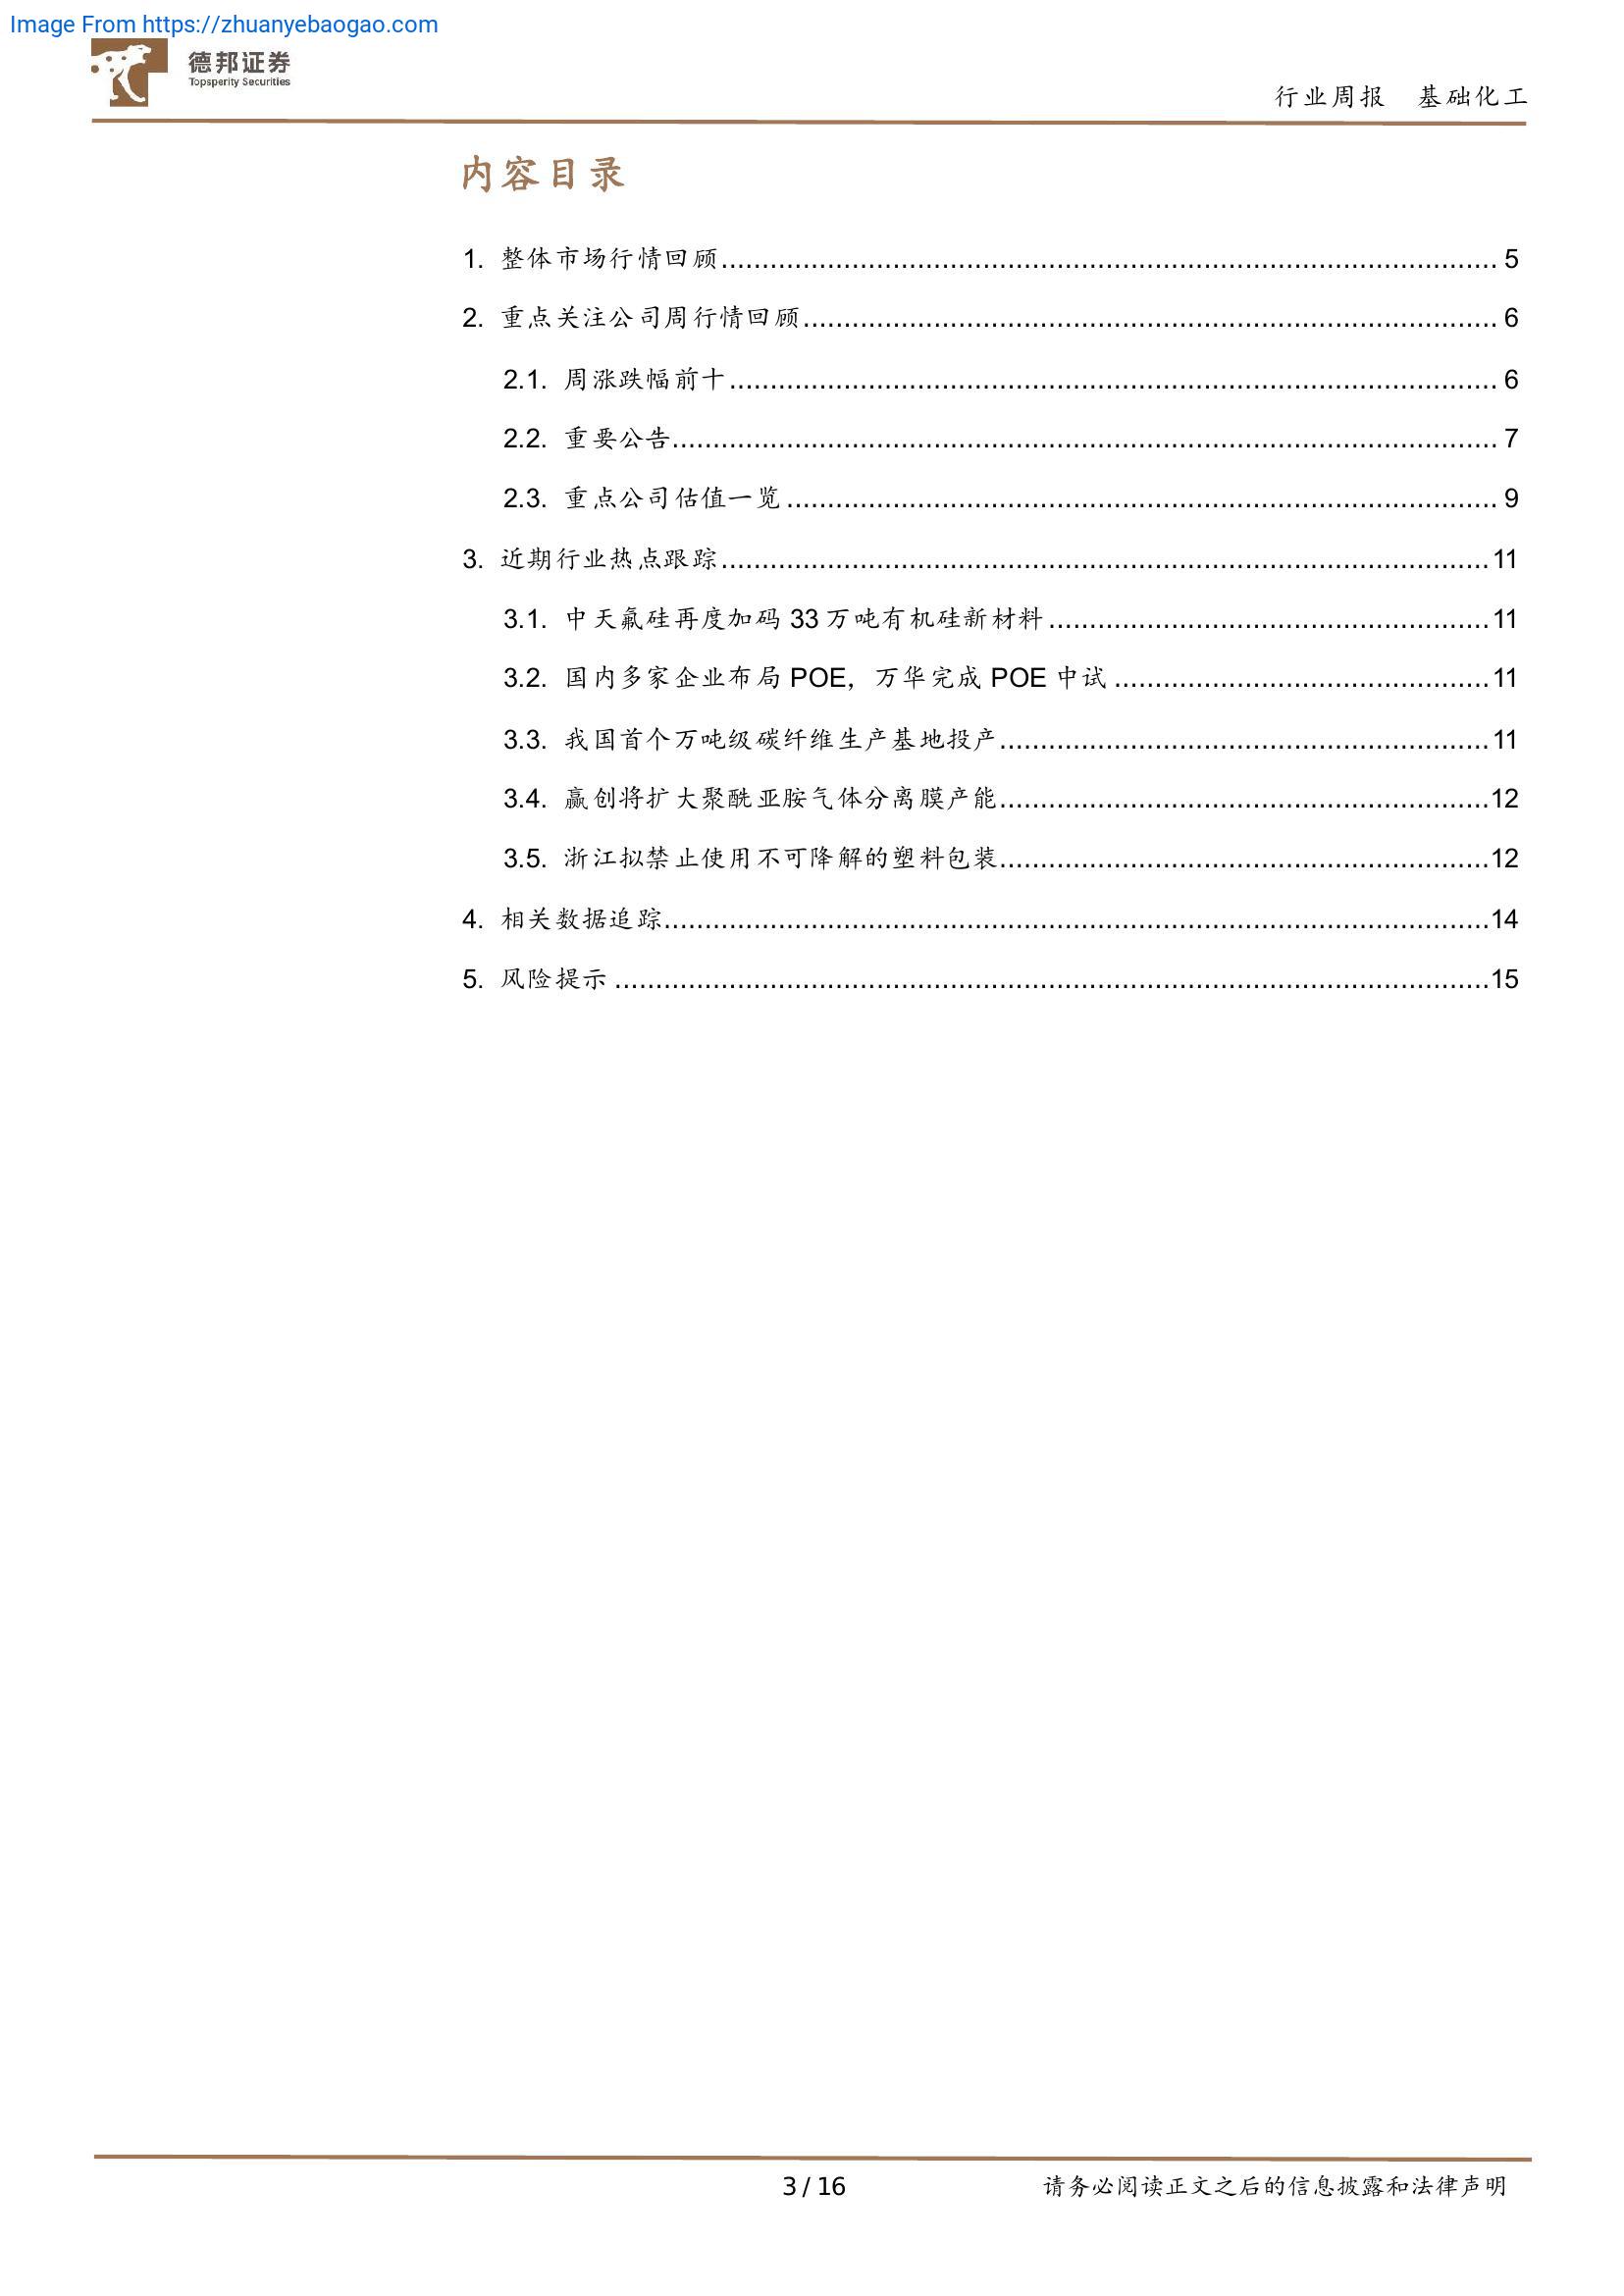 Image From https://zhuanyebaogao.com
德邦证券
Topsperity Securities
行业周报 基础化工
内容目录
1. 整体市场行情回顾 5
2. 重点关注公司周行情回顾 6
2.1. 周涨跌幅前十 6
2.2. 重要公告 7
2.3. 重点公司估值一览 9
3. 近期行业热点跟踪 11
3.1. 中天氟硅再度加码 33 万吨有机硅新材料 11
3.2. 国内多家企业布局 POE，万华完成 POE 中试 11
3.3. 我国首个万吨级碳纤维生产基地投产 11
3.4. 赢创将扩大聚酰亚胺气体分离膜产能 12
3.5. 浙江拟禁止使用不可降解的塑料包装 12
4. 相关数据追踪 14
5. 风险提示 15
3 / 16
请务必阅读正文之后的信息披露和法律声明